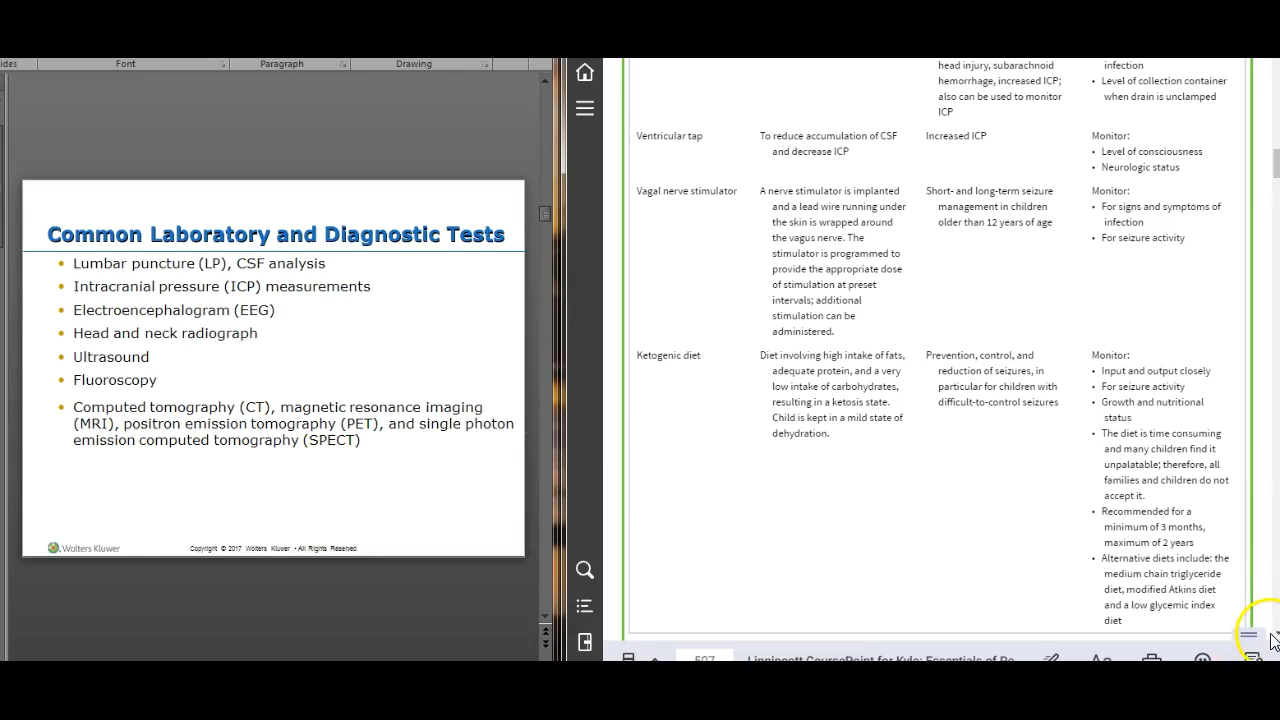 ides
Font
Paragraph
Drawing
Common Laboratory and Diagnostic Tests
• Lumbar puncture (LP), CSF analysis
• Intracranial pressure (ICP) measurements
• Electroencephalogram (EEG)
• Head and neck radiograph
• Ultrasound
• Fluoroscopy
• Computed tomography (CT), magnetic resonance imaging
(MRI), positron emission tomography (PET), and single photon
emission computed tomography (SPECT)
Wolters Kluwer
Copyright © 2017 Wolters Kluwer • All Rights Reserved
head injury, subarachnoid
hemorrhage, increased ICP;
also can be used to monitor
ICP
infection
• Level of collection container
when drain is unclamped
Ventricular tap
To reduce accumulation of CSF
and decrease ICP
Increased ICP
Monitor:
• Level of consciousness
• Neurologic status
Vagal nerve stimulator
A nerve stimulator is implanted
and a lead wire running under
the skin is wrapped around
the vagus nerve. The
stimulator is programmed to
provide the appropriate dose
of stimulation at preset
intervals; additional
stimulation can be
administered.
Short- and long-term seizure
management in children
older than 12 years of age
Monitor:
• For signs and symptoms of
infection
• For seizure activity
Ketogenic diet
Diet involving high intake of fats,
adequate protein, and a very
low intake of carbohydrates,
resulting in a ketosis state.
Child is kept in a mild state of
dehydration.
Prevention, control, and
reduction of seizures, in
particular for children with
difficult-to-control seizures
Monitor:
• Input and output closely
• For seizure activity
• Growth and nutritional
status
• The diet is time consuming
and many children find it
unpalatable; therefore, all
families and children do not
accept it.
• Recommended for a
minimum of 3 months,
maximum of 2 years
• Alternative diets include: the
medium chain triglyceride
diet, modified Atkins diet
and a low glycemic index
diet
507
Lippincott CoursePoint for Kyle: Essentials of Pe
Aa